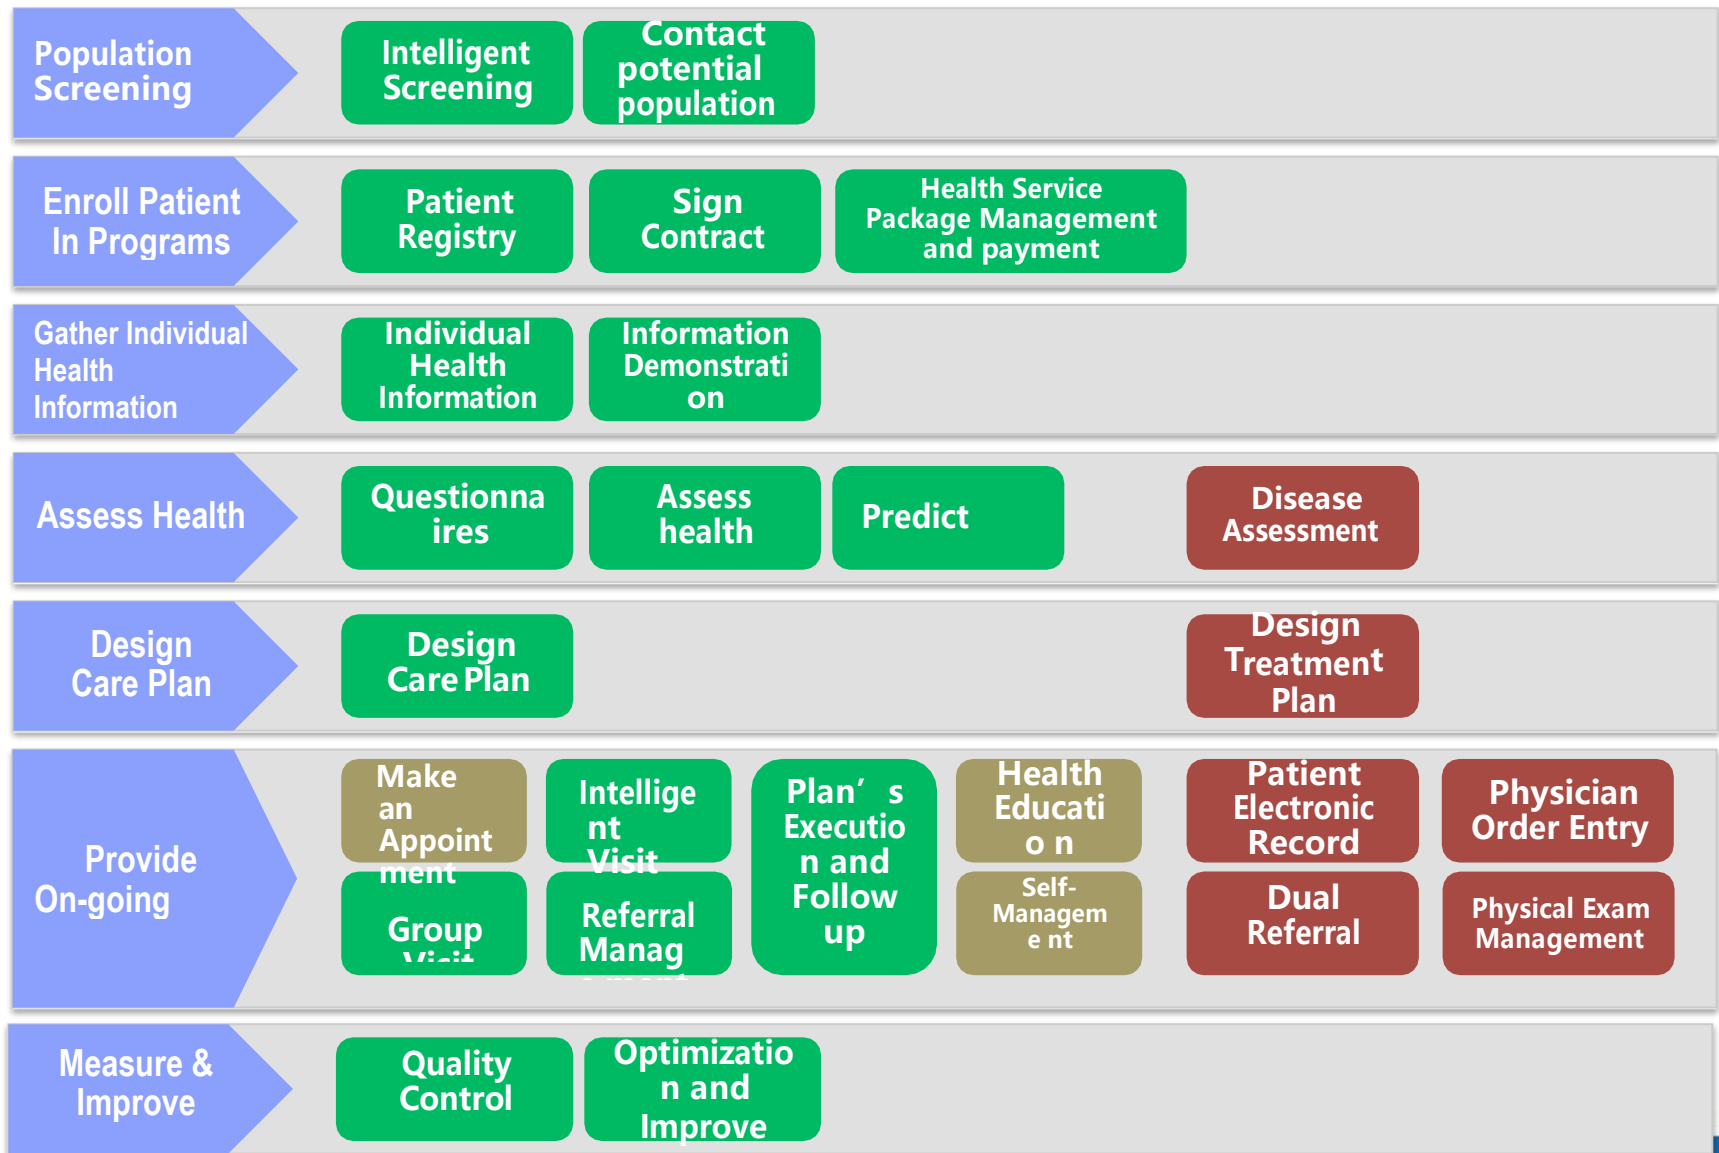 Population
Screening
Intelligent
Screening
Contact
potential
population
Enroll Patient
In Programs
Patient
Registry
Sign
Contract
Health Service
Package Management
and payment
Gather Individual
Health
Information
Individual
Health
Information
Information
Demonstrati
on
Assess Health
Questionna
ires
Assess
health
Predict
Disease
Assessment
Design
Care Plan
Design
Care Plan
Design
Treatment
Plan
Provide
On-going
Make
an
Appoint
ment
Intellige
nt
Visit
Plan's
Executio
n and
Follow
up
Health
Educati
o n
Patient
Electronic
Record
Physician
Order Entry
Group
Visit
Referral
Manag
e ment
Self-
Managem
e nt
Dual
Referral
Physical Exam
Management
Measure &
Improve
Quality
Control
Optimizatio
n and
Improve